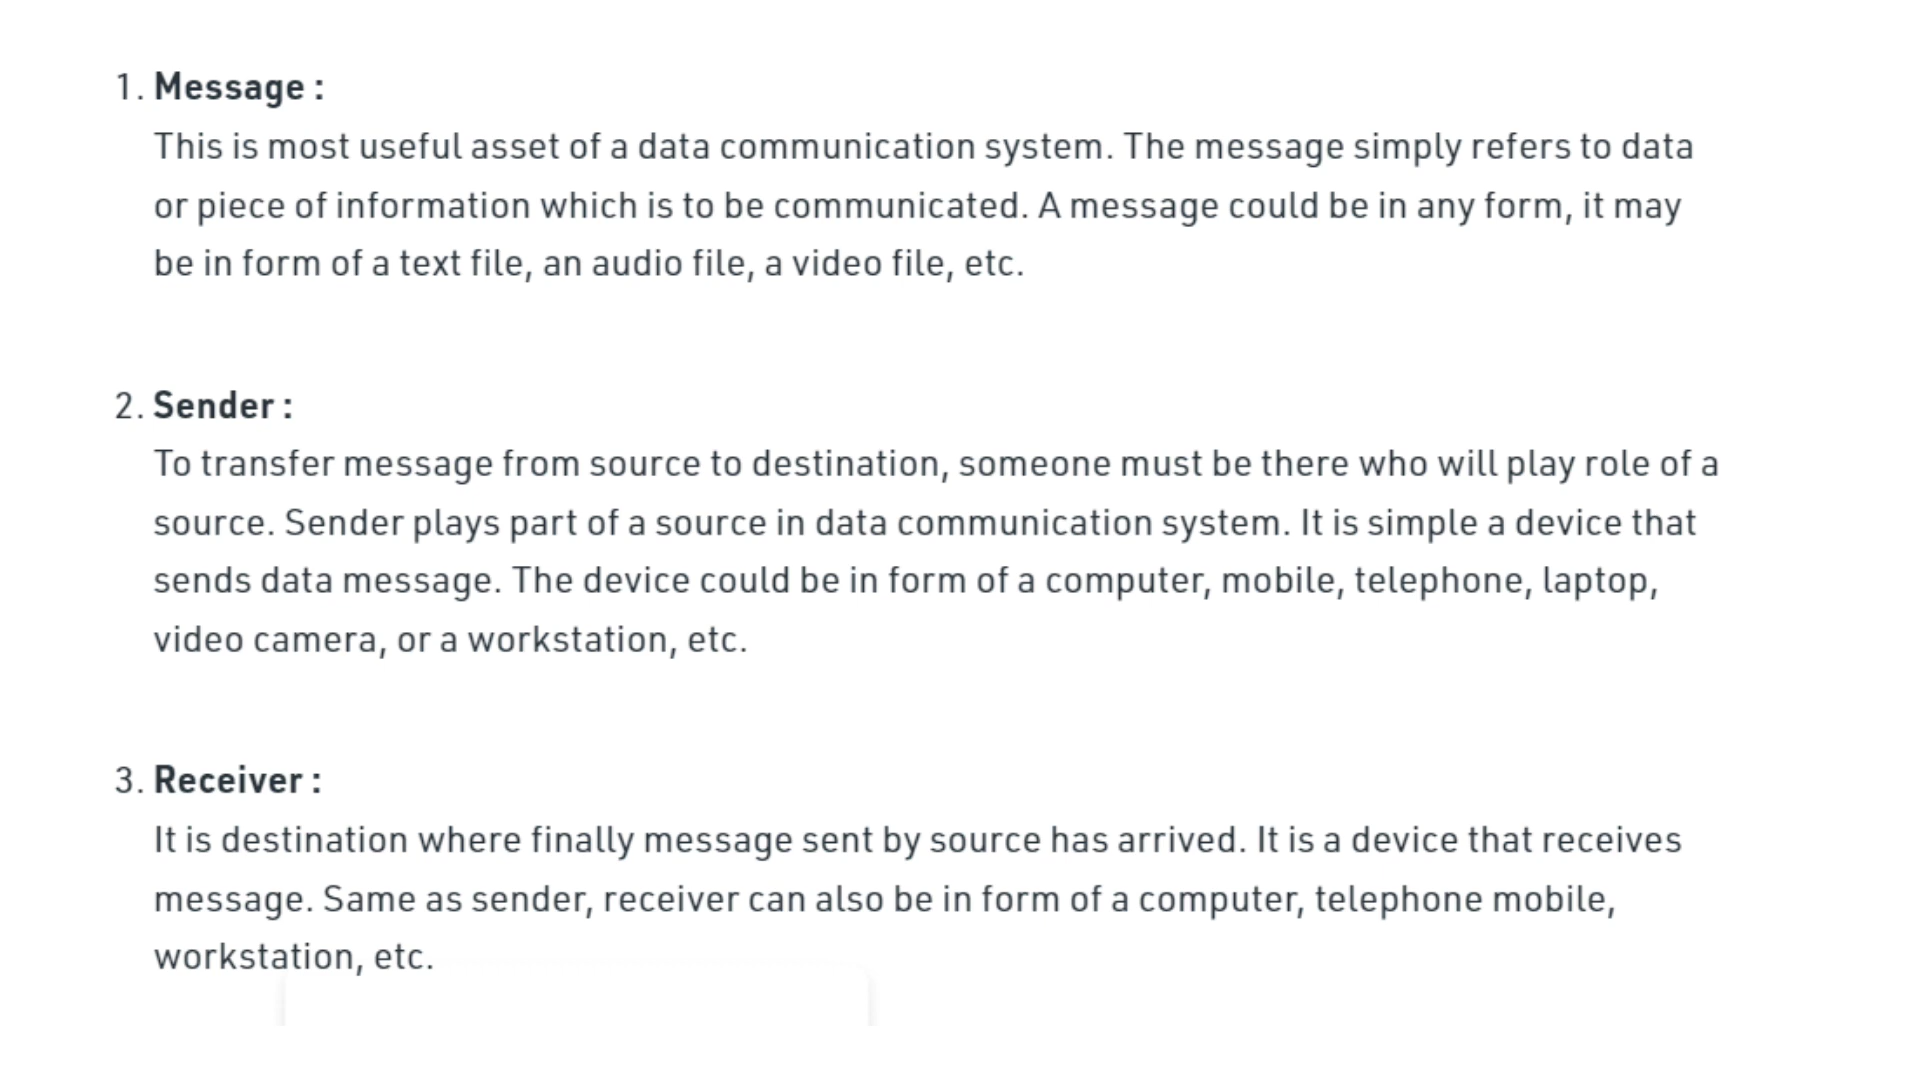 1. Message :
This is most useful asset of a data communication system. The message simply refers to data
or piece of information which is to be communicated. A message could be in any form, it may
be in form of a text file, an audio file, a video file, etc.
2. Sender :
To transfer message from source to destination, someone must be there who will play role of a
source. Sender plays part of a source in data communication system. It is simple a device that
sends data message. The device could be in form of a computer, mobile, telephone, laptop,
video camera, or a workstation, etc.
3. Receiver :
It is destination where finally message sent by source has arrived. It is a device that receives
message. Same as sender, receiver can also be in form of a computer, telephone mobile,
workstation, etc.